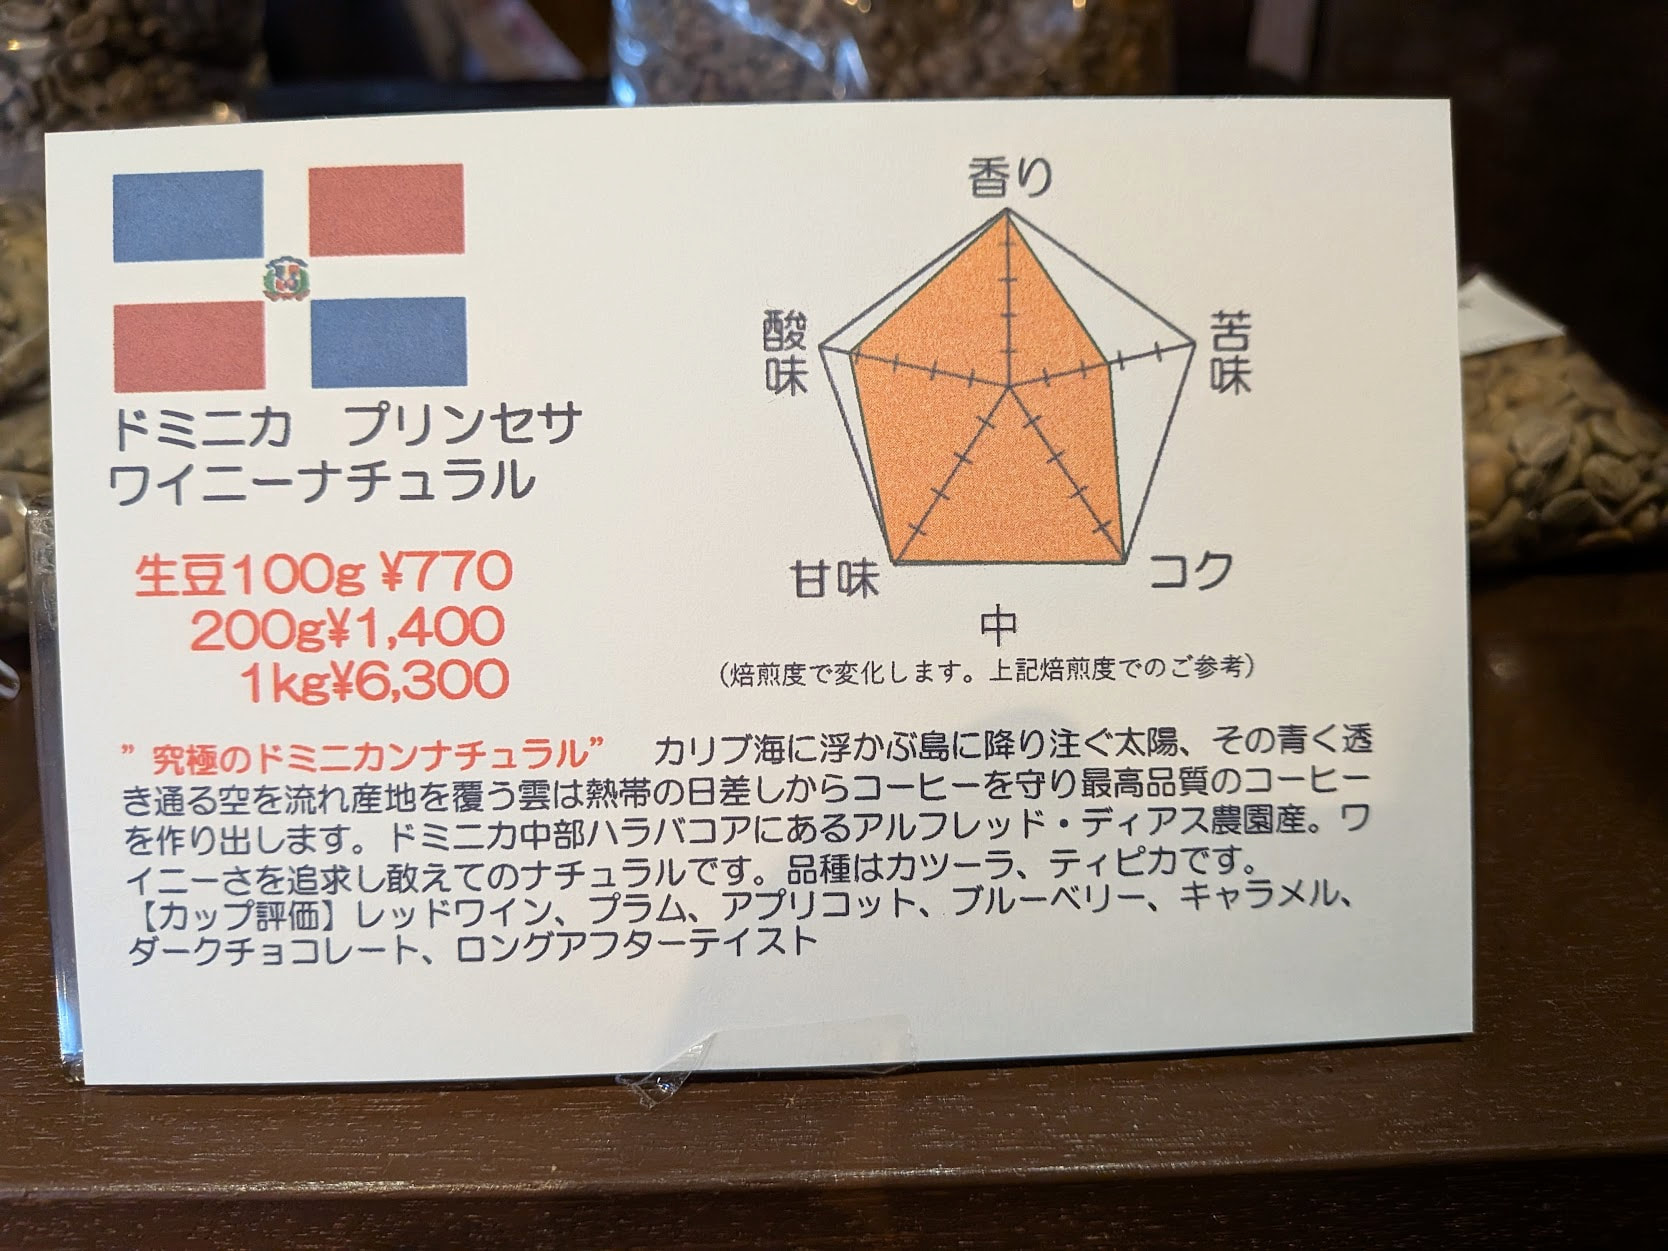 ドミニカ　プリンセサ
ワイニーナチュラル
生豆100g ¥770
200g¥1,400
1kg¥6,300
香り
酸味
苦味
甘味
コク
中
（焙煎度で変化します。上記焙煎度でのご参考）
”究極のドミニカンナチュラル”　カリブ海に浮かぶ島に降り注ぐ太陽、その青く透
き通る空を流れ産地を覆う雲は熱帯の日差しからコーヒーを守り最高品質のコーヒー
を作り出します。ドミニカ中部ハラバコアにあるアルフレッド・ディアス農園産。ワ
イニーさを追求し敢えてのナチュラルです。品種はカツーラ、ティピカです。
【カップ評価】レッドワイン、プラム、アプリコット、ブルーベリー、キャラメル、
ダークチョコレート、ロングアフターテイスト